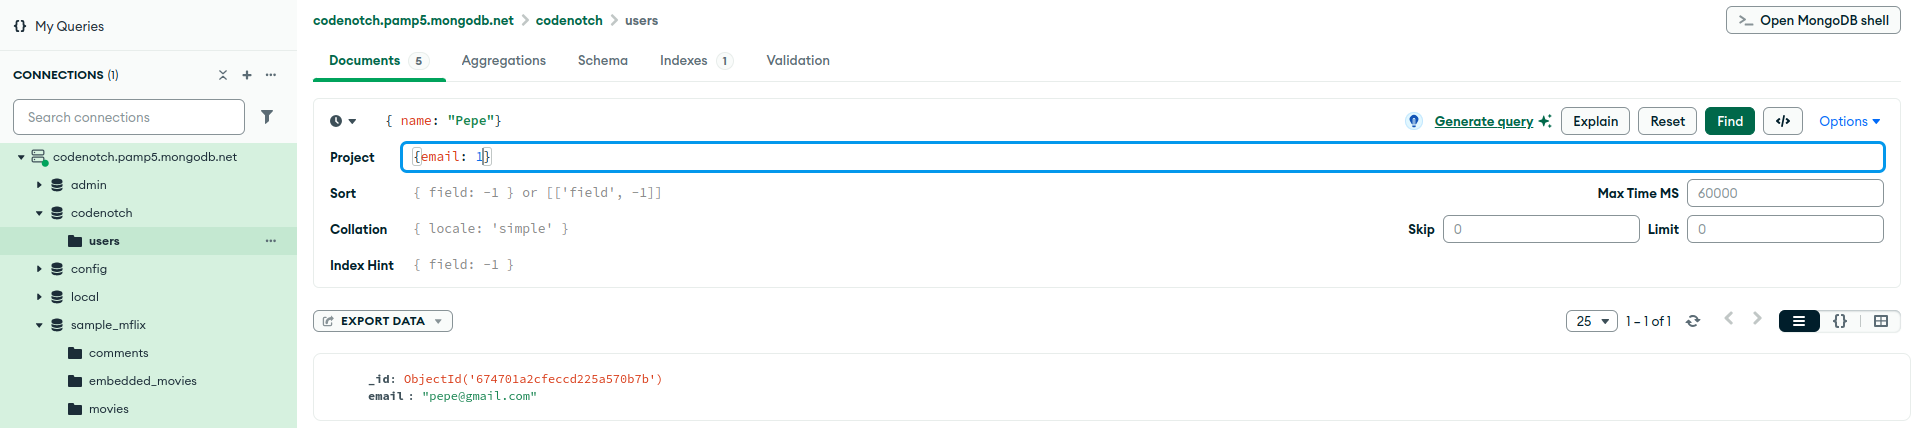 {} My Queries
CONNECTIONS (1)
Search connections
codenotch.pamp5.mongodb.net
admin
codenotch
users
config
local
sample_mflix
comments
embedded_movies
movies
codenotch.pamp5.mongodb.net > codenotch > users
>_ Open MongoDB shell
Documents 5 Aggregations Schema Indexes 1 Validation
{ name: "Pepe"}
Generate query Explain Reset Find </> Options
Project {email: 1}
Sort { field: -1 } or [['field', -1]] Max Time MS 60000
Collation { locale: 'simple' } Skip 0 Limit 0
Index Hint { field: -1 }
EXPORT DATA 25 1 – 1 of 1 {}
_id: ObjectId('674701a2cfeccd225a570b7b')
email : "pepe@gmail.com"